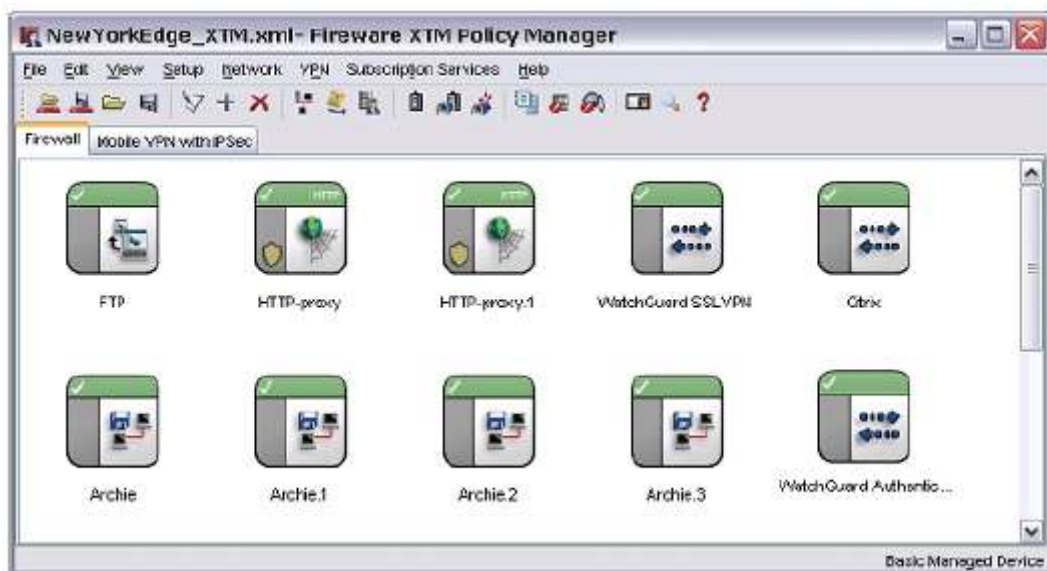 NewYorkEdge_XTM.xml- Fireware XTM Policy Manager
File Edit View Setup Network VPN Subscription Services Help
Firewall Mobile VPN with IPSec
HTTP HTTP
FTP HTTP-proxy HTTP-proxy.1 WatchGuard SSLVPN Citrix
Archie Archie.1 Archie.2 Archie.3 WatchGuard Authentic...
Basic Managed Device